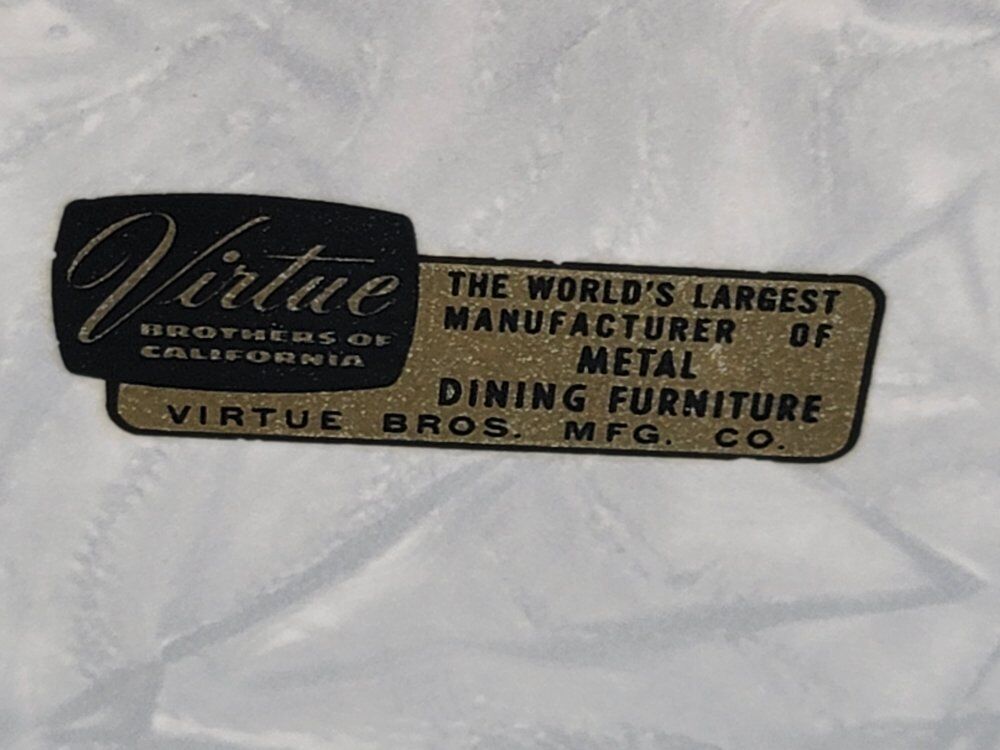 Virtue
BROTHERS OF
CALIFORNIA
THE WORLD'S LARGEST
MANUFACTURER OF
METAL
DINING FURNITURE
VIRTUE BROS. MFG. CO.